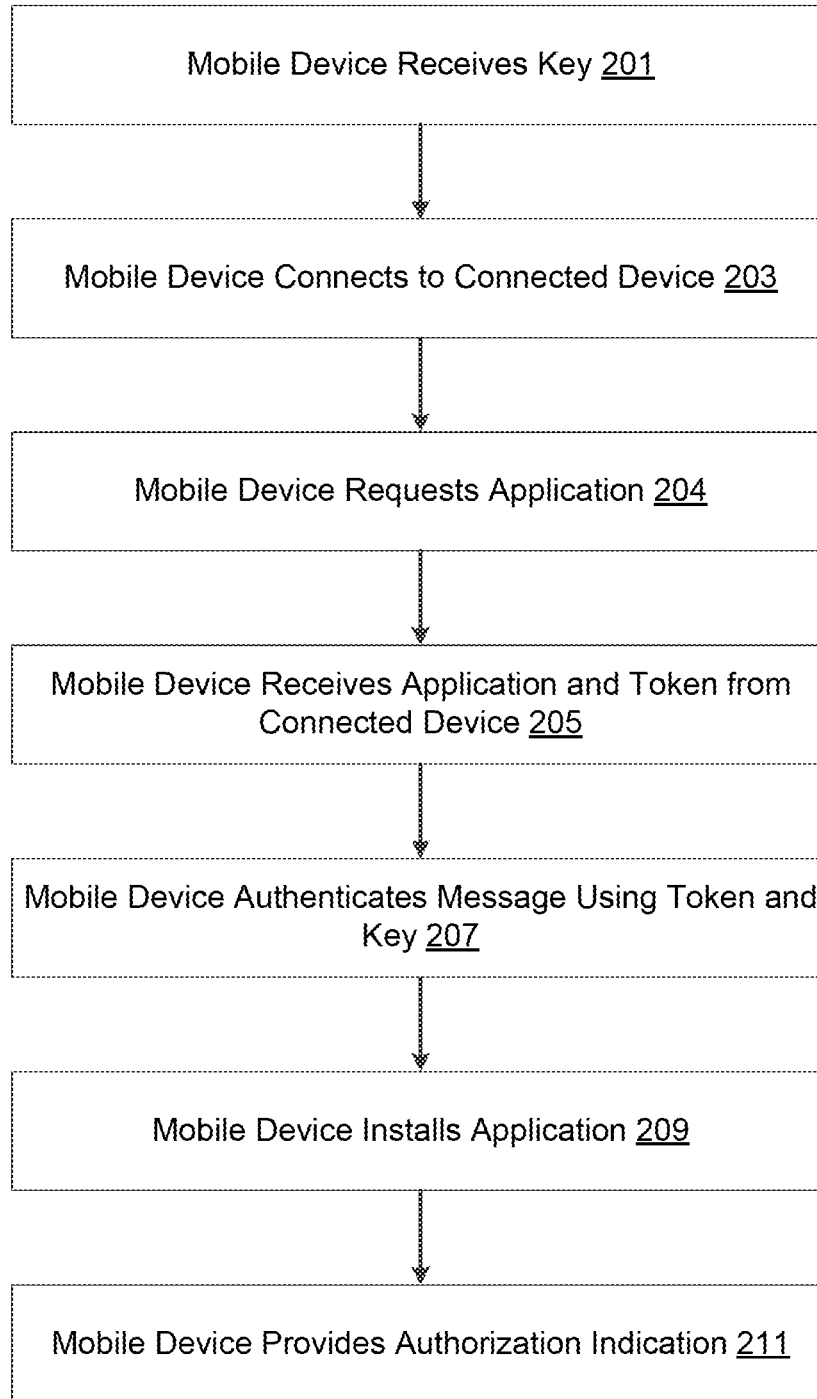 Mobile Device Receives Key 201
Mobile Device Connects to Connected Device 203
Mobile Device Requests Application 204
Mobile Device Receives Application and Token from
Connected Device 205
Mobile Device Authenticates Message Using Token and
Key 207
Mobile Device Installs Application 209
Mobile Device Provides Authorization Indication 211